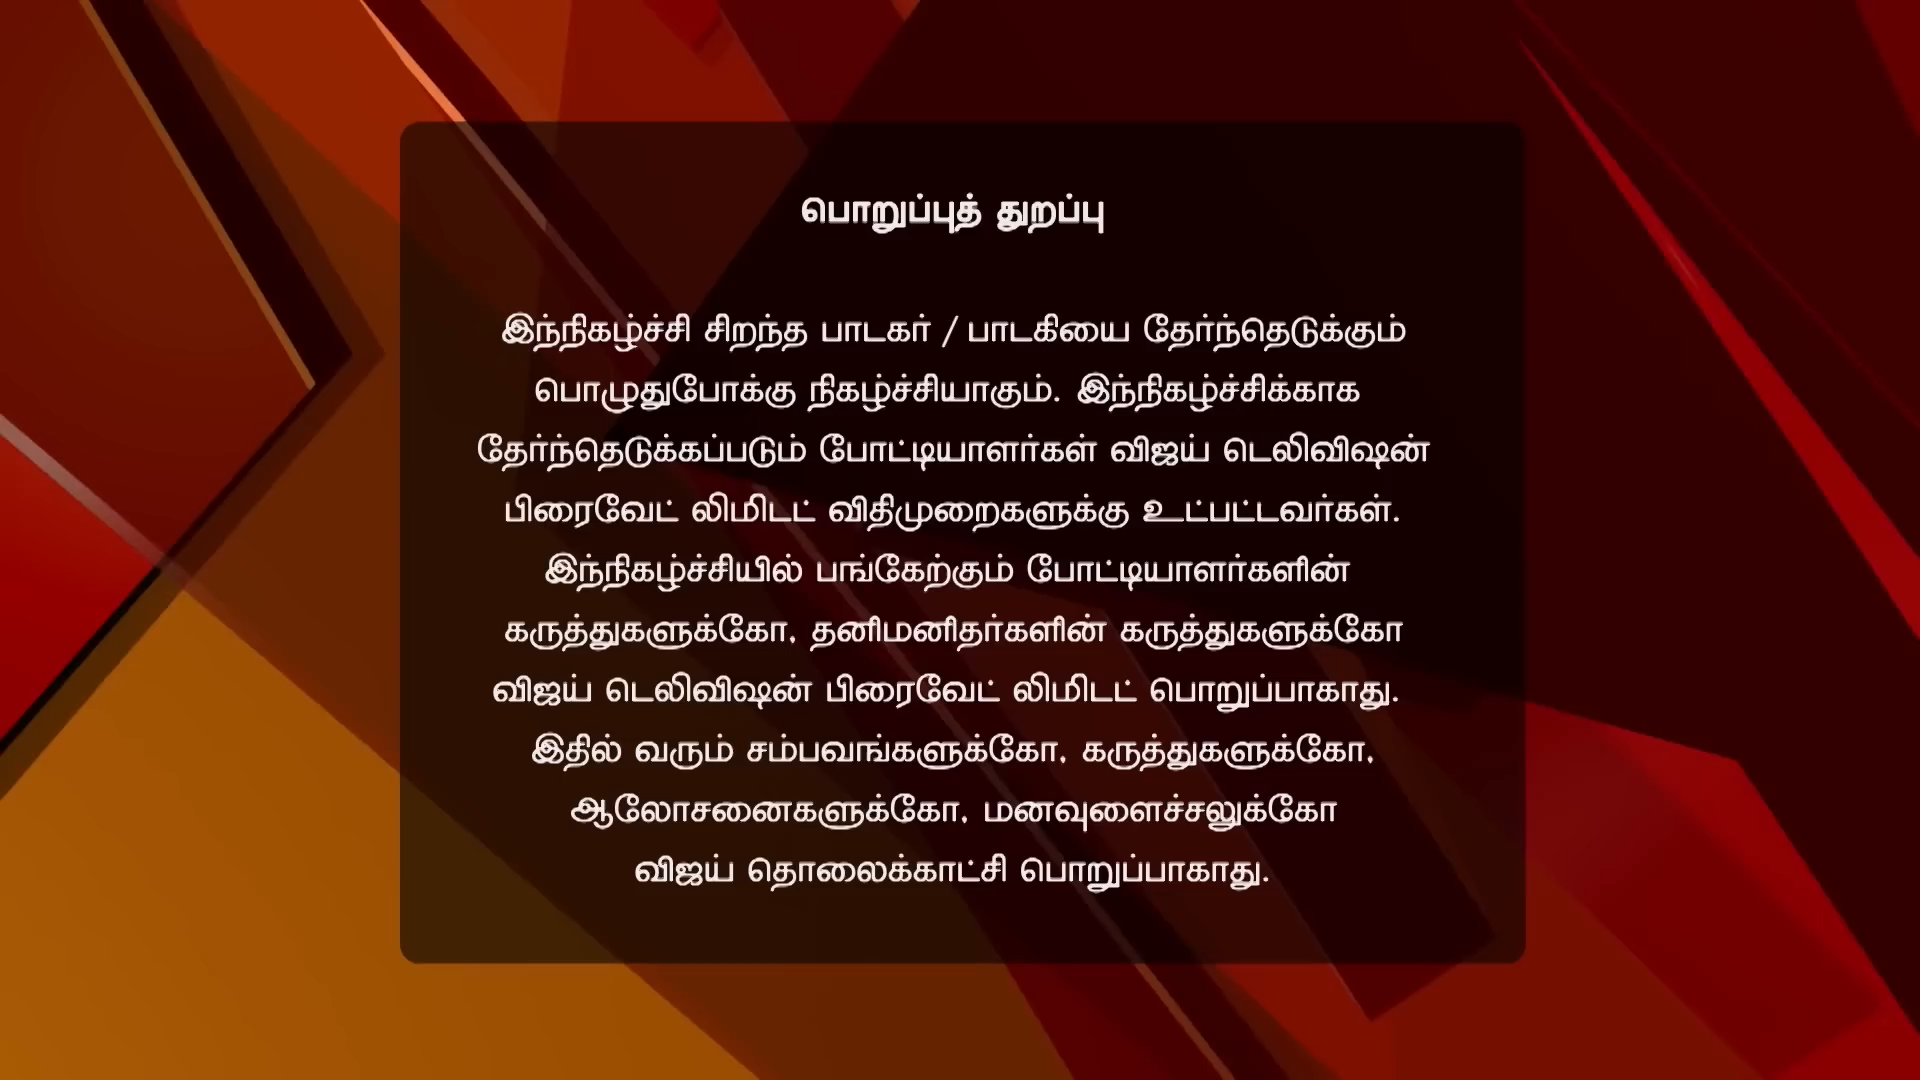 பொறுப்புத் துறப்பு
இந்நிகழ்ச்சி சிறந்த பாடகர் / பாடகியை தேர்ந்தெடுக்கும்
பொழுதுபோக்கு நிகழ்ச்சியாகும். இந்நிகழ்ச்சிக்காக
தேர்ந்தெடுக்கப்படும் போட்டியாளர்கள் விஜய் டெலிவிஷன்
பிரைவேட் லிமிடட் விதிமுறைகளுக்கு உட்பட்டவர்கள்.
இந்நிகழ்ச்சியில் பங்கேற்கும் போட்டியாளர்களின்
கருத்துகளுக்கோ, தனிமனிதர்களின் கருத்துகளுக்கோ
விஜய் டெலிவிஷன் பிரைவேட் லிமிடட் பொறுப்பாகாது.
இதில் வரும் சம்பவங்களுக்கோ, கருத்துகளுக்கோ,
ஆலோசனைகளுக்கோ, மனவுளைச்சலுக்கோ
விஜய் தொலைக்காட்சி பொறுப்பாகாது.